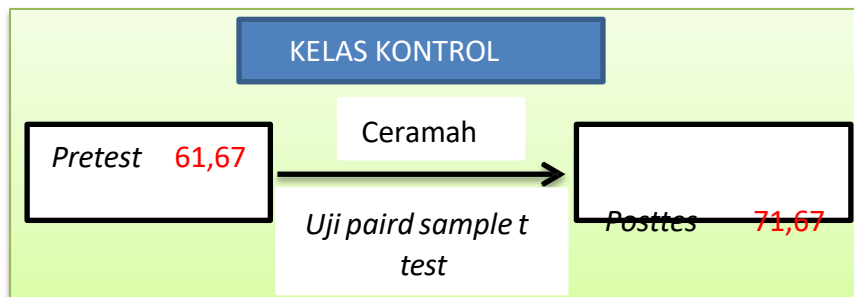 KELAS KONTROL
Ceramah
Pretest 61,67
Uji paird sample t
test
Posttes 71,67